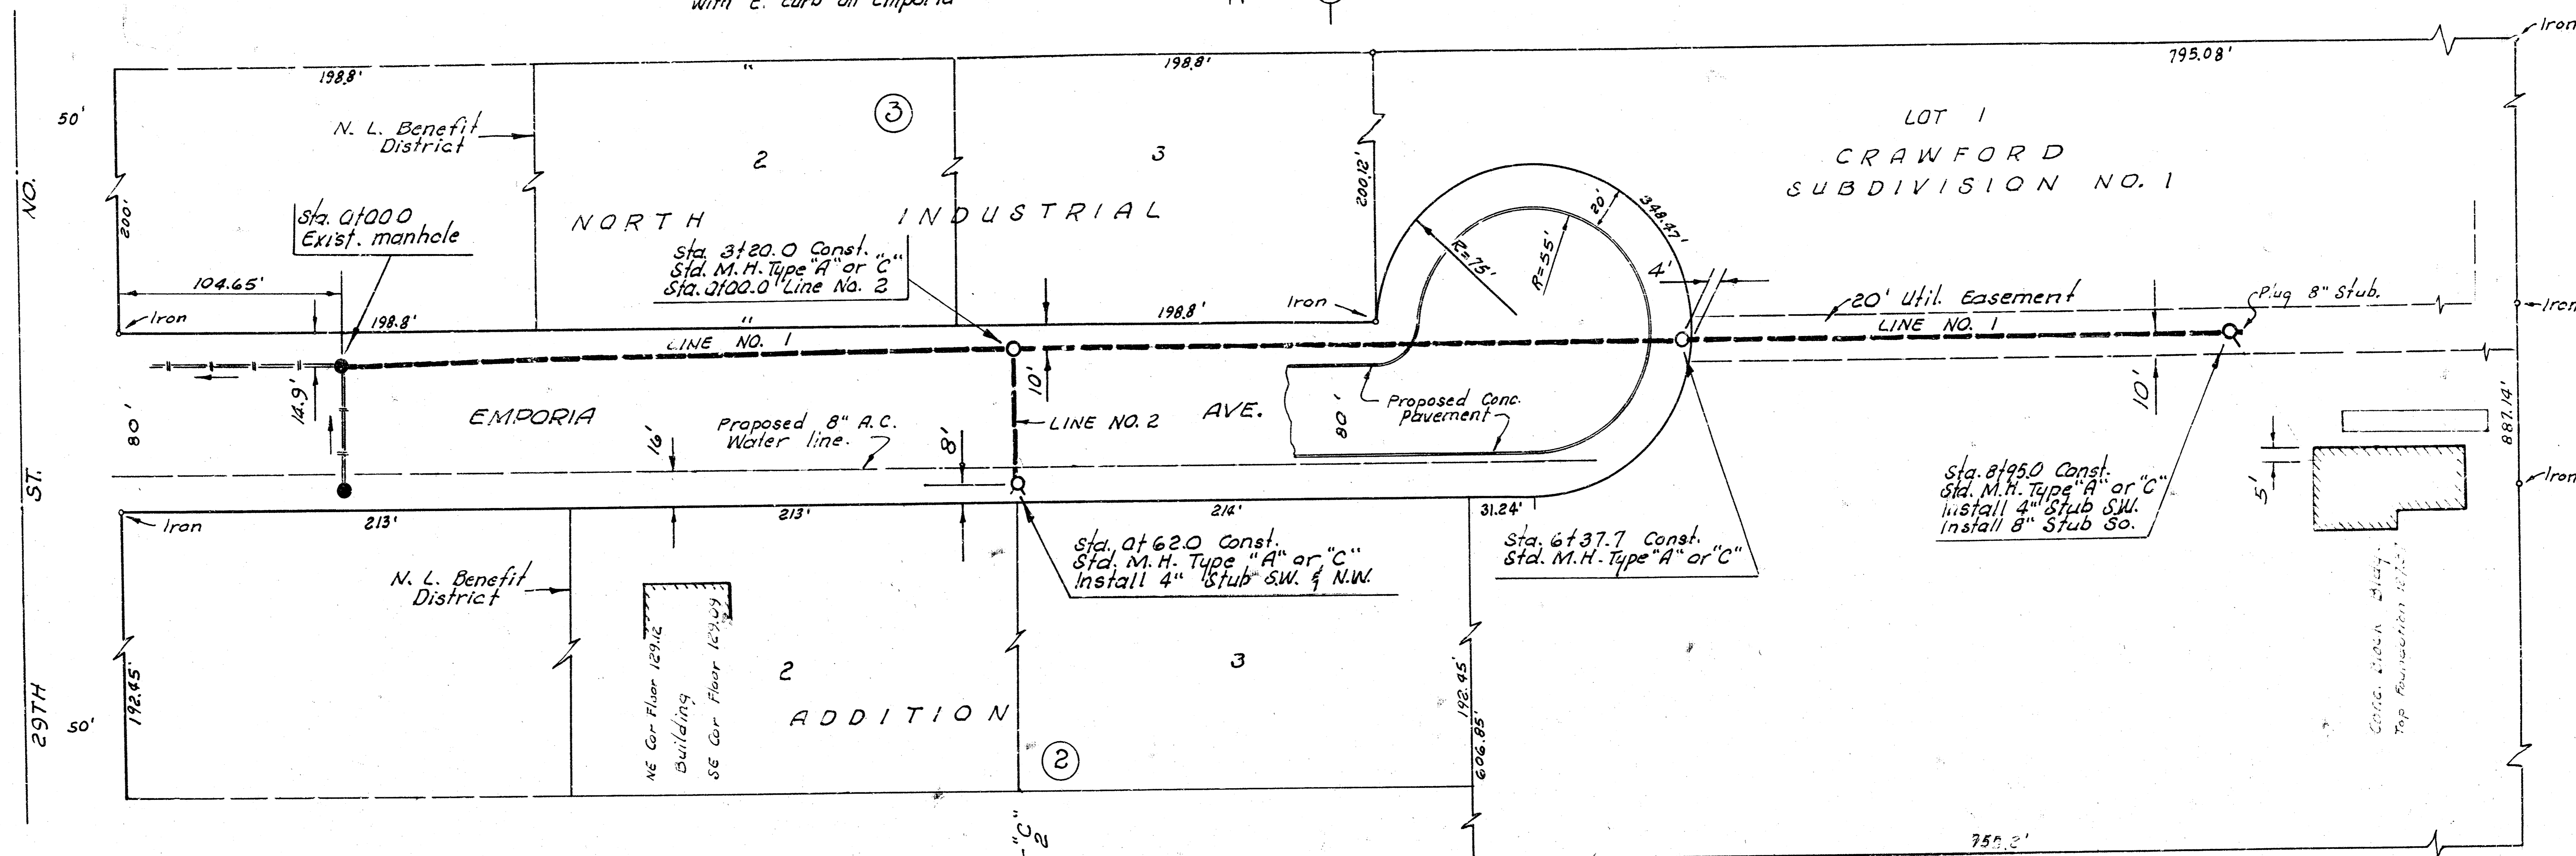 with E. curb on Emporia
Iron
198.8'
"
198.8'
795.08'
50'
N. L. Benefit
District
3
2
3
LOT 1
CRAWFORD
SUBDIVISION NO. 1
NO.
200'
200.12'
NORTH INDUSTRIAL
Sta. 0+00.0
Exist. manhole
Sta. 3+20.0 Const.
Std. M.H. Type "A" or "C"
Sta. 0+00.0 Line No. 2
R=75'
R=55'
20'
348.47'
4'
104.65'
Iron
198.8'
"
198.8'
Iron
20' Util. Easement
Plug 8" Stub.
Iron
LINE NO. 1
LINE NO. 1
14.9'
10'
10'
80'
EMPORIA AVE.
Proposed 8" A.C.
Water line.
16'
8'
LINE NO. 2
80'
Proposed Conc.
Pavement
887.14'
ST.
Iron
213'
213'
214'
31.24'
Sta. 0+62.0 Const.
Std. M.H. Type "A" or "C"
Install 4" Stub S.W. & N.W.
Sta. 6+37.7 Const.
Std. M.H. Type "A" or "C"
Sta. 8+95.0 Const.
Std. M.H. Type "A" or "C"
Install 4" Stub S.W.
Install 8" Stub So.
5'
Iron
N. L. Benefit
District
NE Cor Floor 129.12
Building
SE Cor Floor 129.09
2
3
Conc. Block Bldg.
Top Foundation
192.45'
192.45'
606.85'
29TH
50'
ADDITION
2
"C"
2